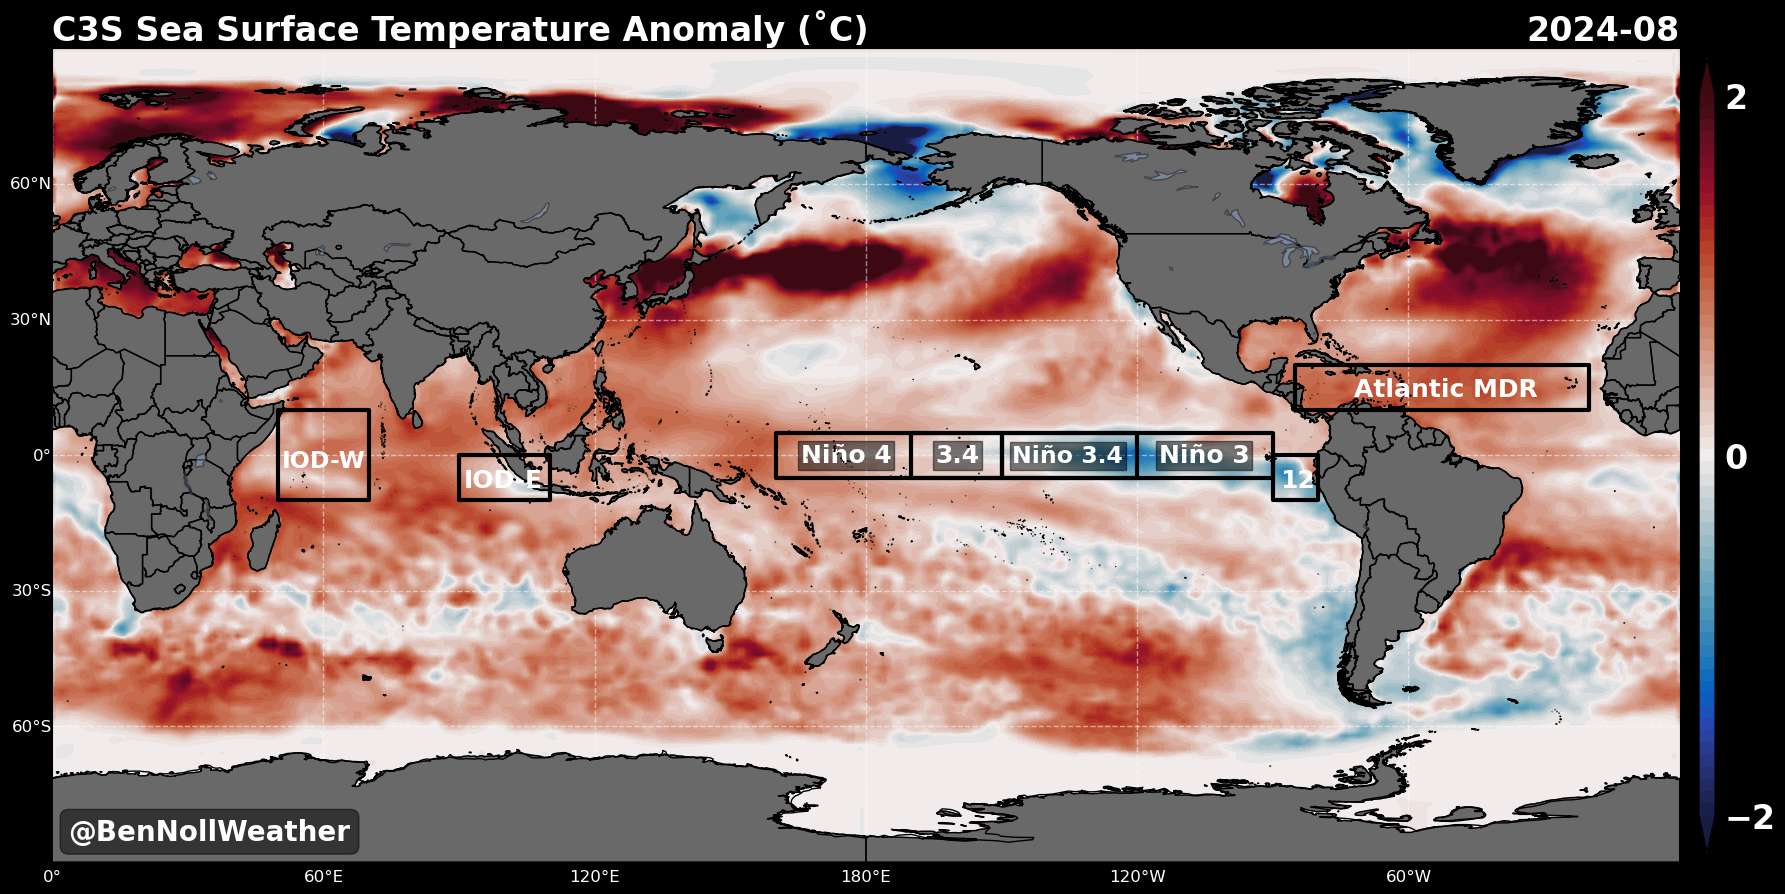 C3S Sea Surface Temperature Anomaly (˚C)
2024-08
2
0
−2
60°N
30°N
0°
30°S
60°S
Atlantic MDR
IOD-W
IOD-E
Niño 4
3.4
Niño 3.4
Niño 3
12
@BenNollWeather
0°
60°E
120°E
180°E
120°W
60°W